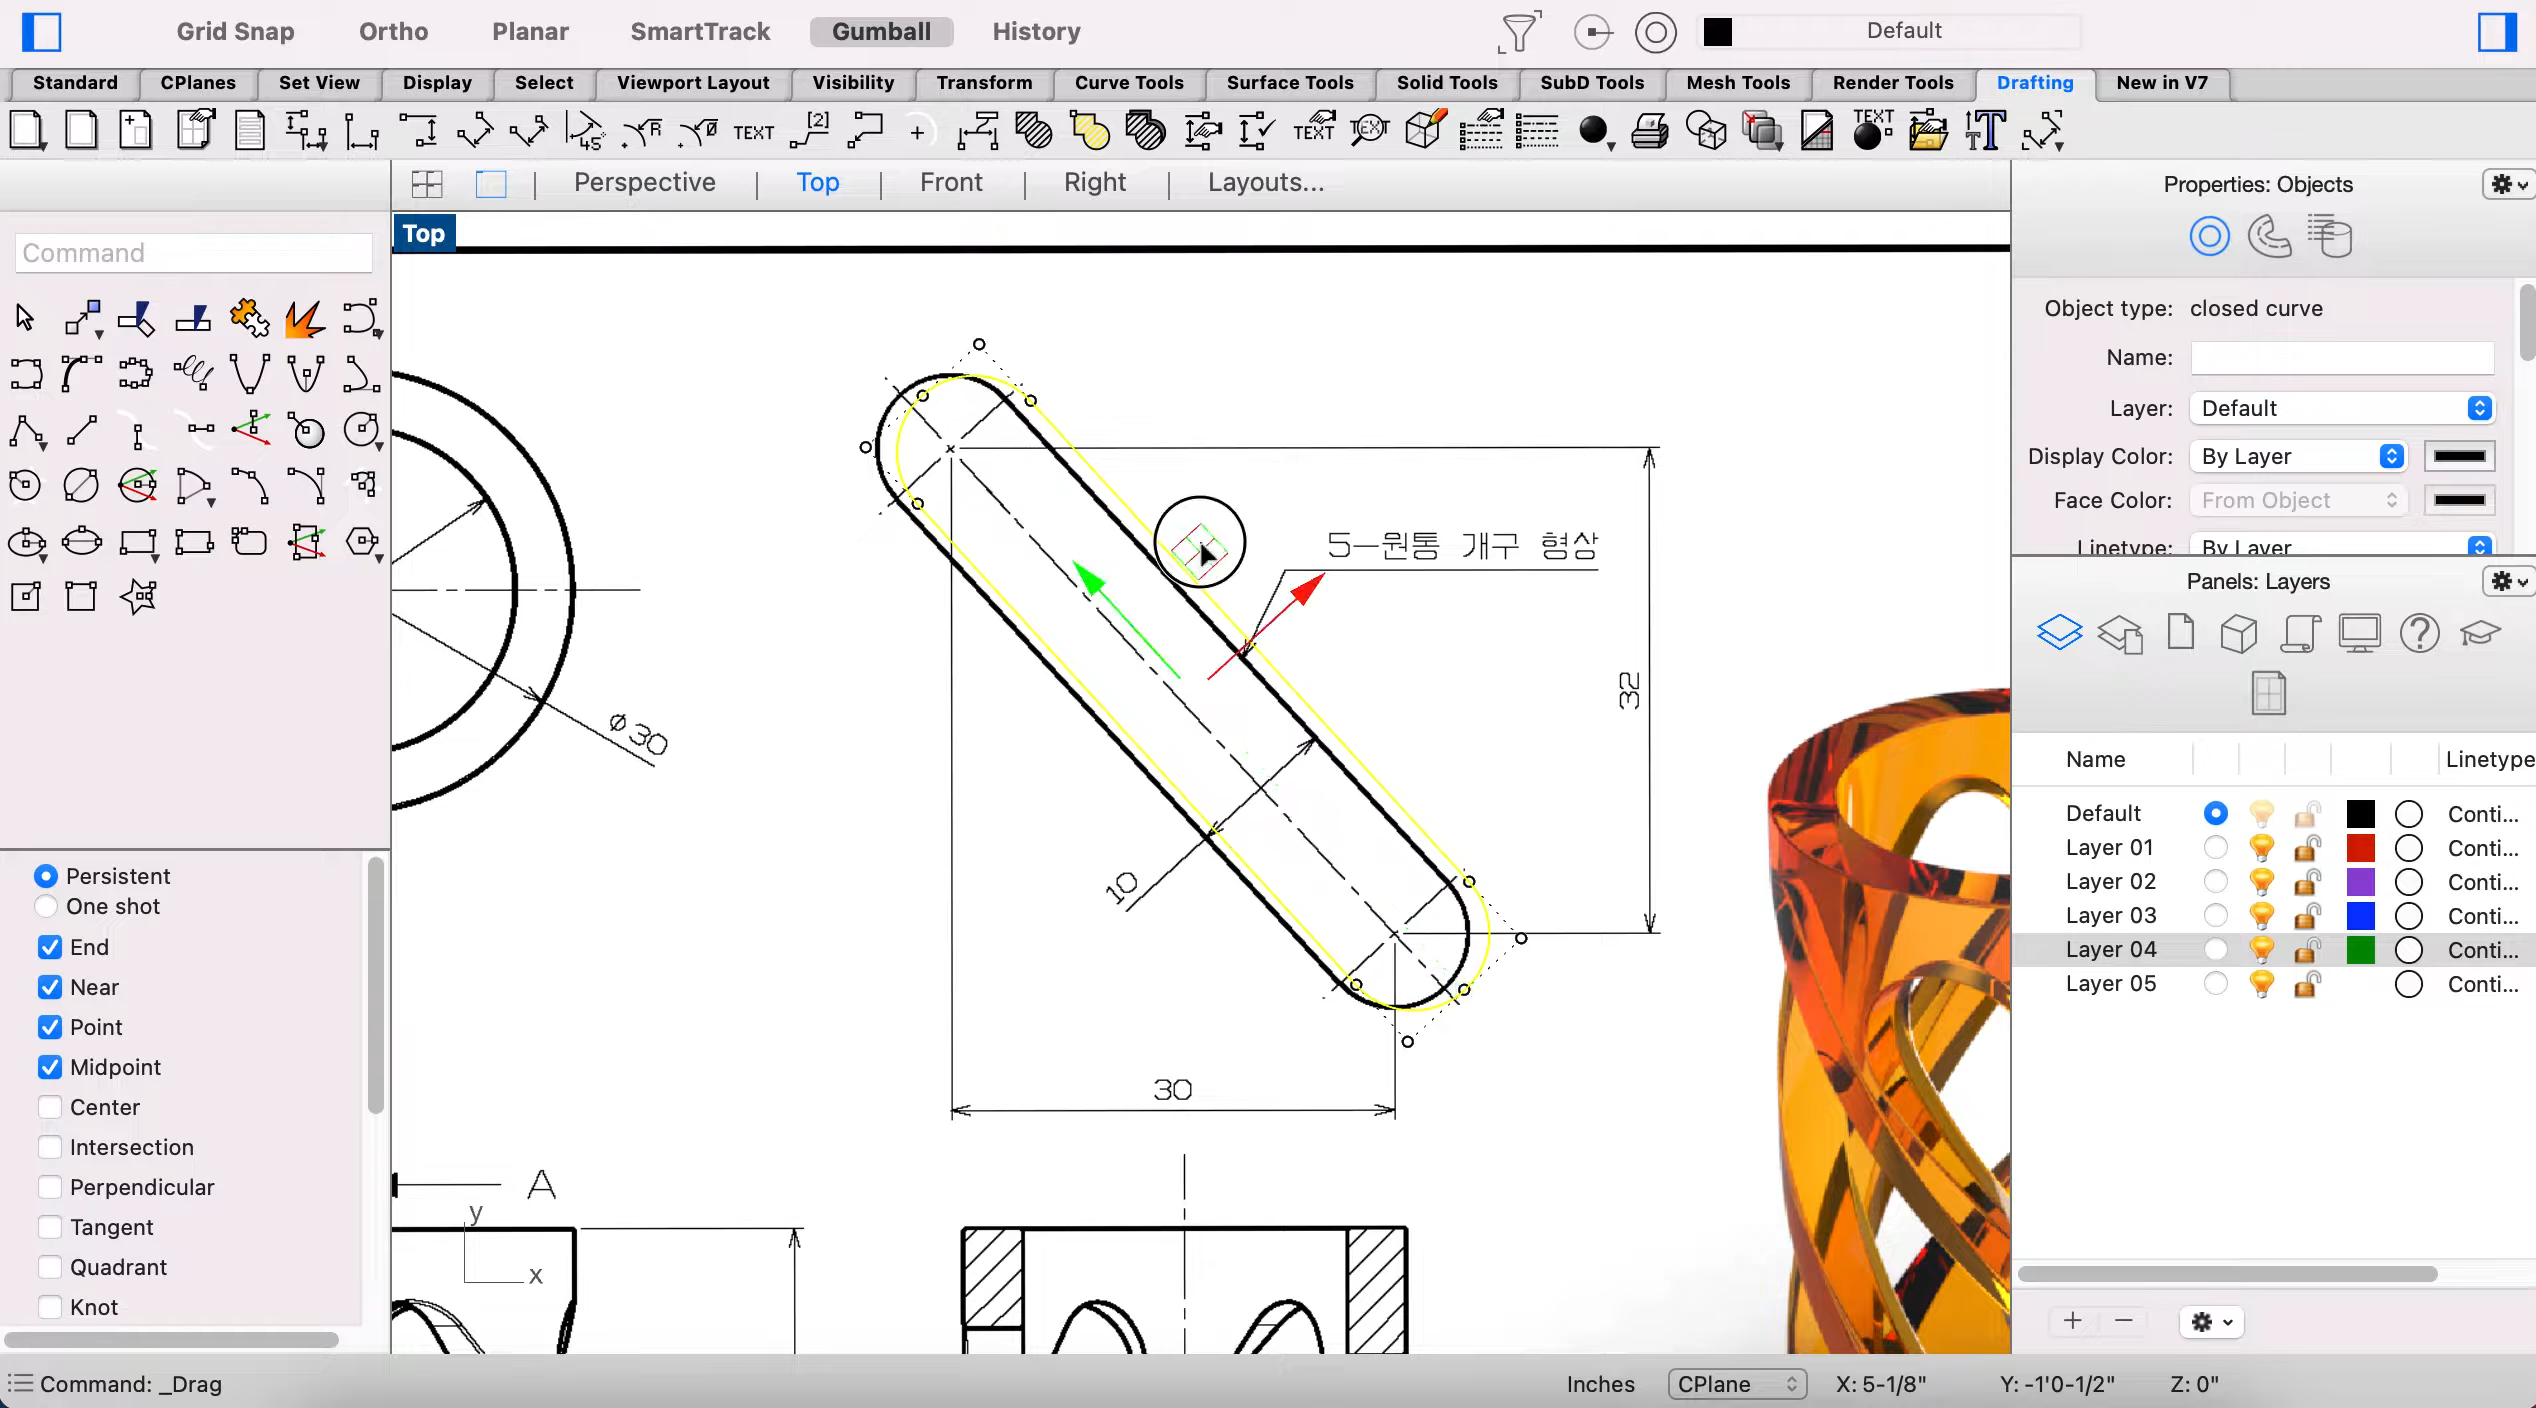 Grid Snap Ortho Planar SmartTrack Gumball History Default
Standard CPlanes Set View Display Select Viewport Layout Visibility Transform Curve Tools Surface Tools Solid Tools SubD Tools Mesh Tools Render Tools Drafting New in V7
45 R Ø TEXT [2] TEXT TEXT TEXT T
Perspective Top Front Right Layouts...
Top
Command
Persistent
One shot
End
Near
Point
Midpoint
Center
Intersection
Perpendicular
Tangent
Quadrant
Knot
5-원통 개구 형상
32
ø30
10
30
A
y
x
Properties: Objects
Object type: closed curve
Name:
Layer: Default
Display Color: By Layer
Face Color: From Object
Linetype: By Layer
Panels: Layers
Name Linetype
Default Conti...
Layer 01 Conti...
Layer 02 Conti...
Layer 03 Conti...
Layer 04 Conti...
Layer 05 Conti...
Command: _Drag
Inches CPlane X: 5-1/8" Y: -1'0-1/2" Z: 0"